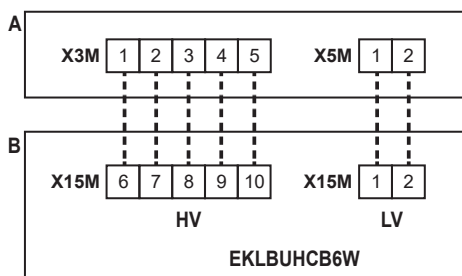 A
X3M 1 2 3 4 5 X5M 1 2
B
X15M 6 7 8 9 10 X15M 1 2
HV LV
EKLBUHCB6W